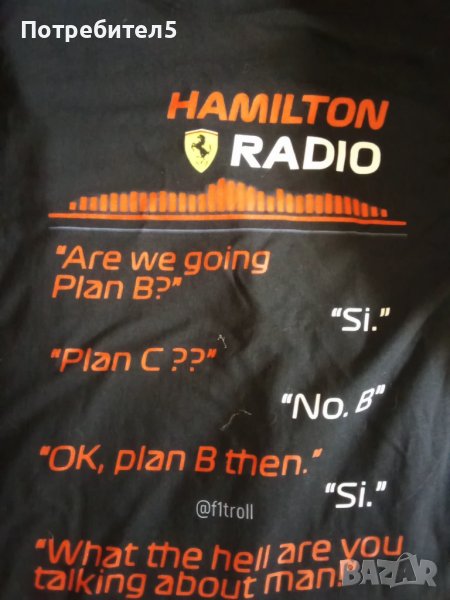 Потребител5
HAMILTON
RADIO
"Are we going
Plan B?"
"Si."
"Plan C ??"
"No. B"
"OK, plan B then."
"Si."
@f1troll
"What the hell are you
talking about man!"
BAZAR